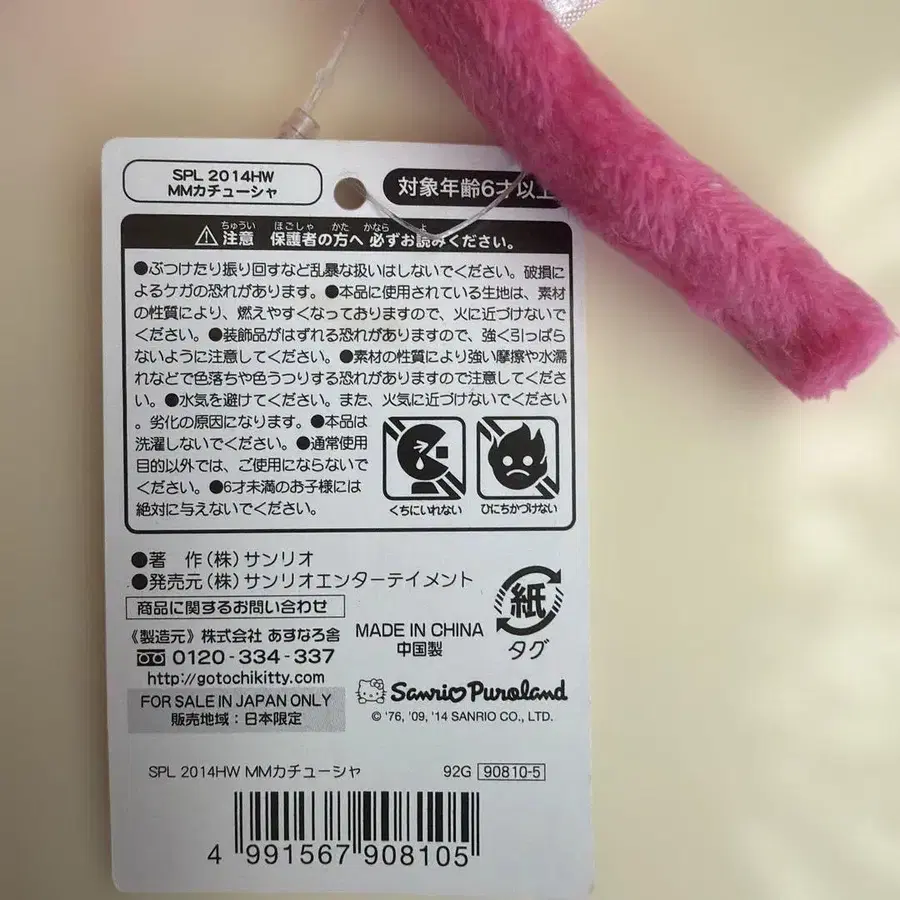 SPL 2014HW
MMカチューシャ
対象年齢6才以上
ちゅうい ほごしゃ かた かなら よ
⚠注意 保護者の方へ 必ずお読みください。
●ぶつけたり振り回すなど乱暴な扱いはしないでください。破損に
よるケガの恐れがあります。●本品に使用されている生地は、素材
の性質により、燃えやすくなっておりますので、火に近づけないで
ください。●装飾品がはずれる恐れがありますので、強く引っぱら
ないように注意してください。●素材の性質により強い摩擦や水濡
れなどで色落ちや色うつりする恐れがありますので注意してくださ
い。●水気を避けてください。また、火気に近づけないでください
。劣化の原因になります。●本品は
洗濯しないでください。●通常使用
目的以外では、ご使用にならないで
ください。●6才未満のお子様には
絶対に与えないでください。
くちにいれない
ひにちかづけない
●著 作(株)サンリオ
●発売元(株)サンリオエンターテイメント
商品に関するお問い合わせ
《製造元》株式会社 あすなろ舎
0120-334-337
http://gotochikitty.com
FOR SALE IN JAPAN ONLY
販売地域：日本限定
紙
タグ
MADE IN CHINA
中国製
Sanrio Puroland
© '76, '09, '14 SANRIO CO., LTD.
SPL 2014HW MMカチューシャ 92G 90810-5
4 991567 908105